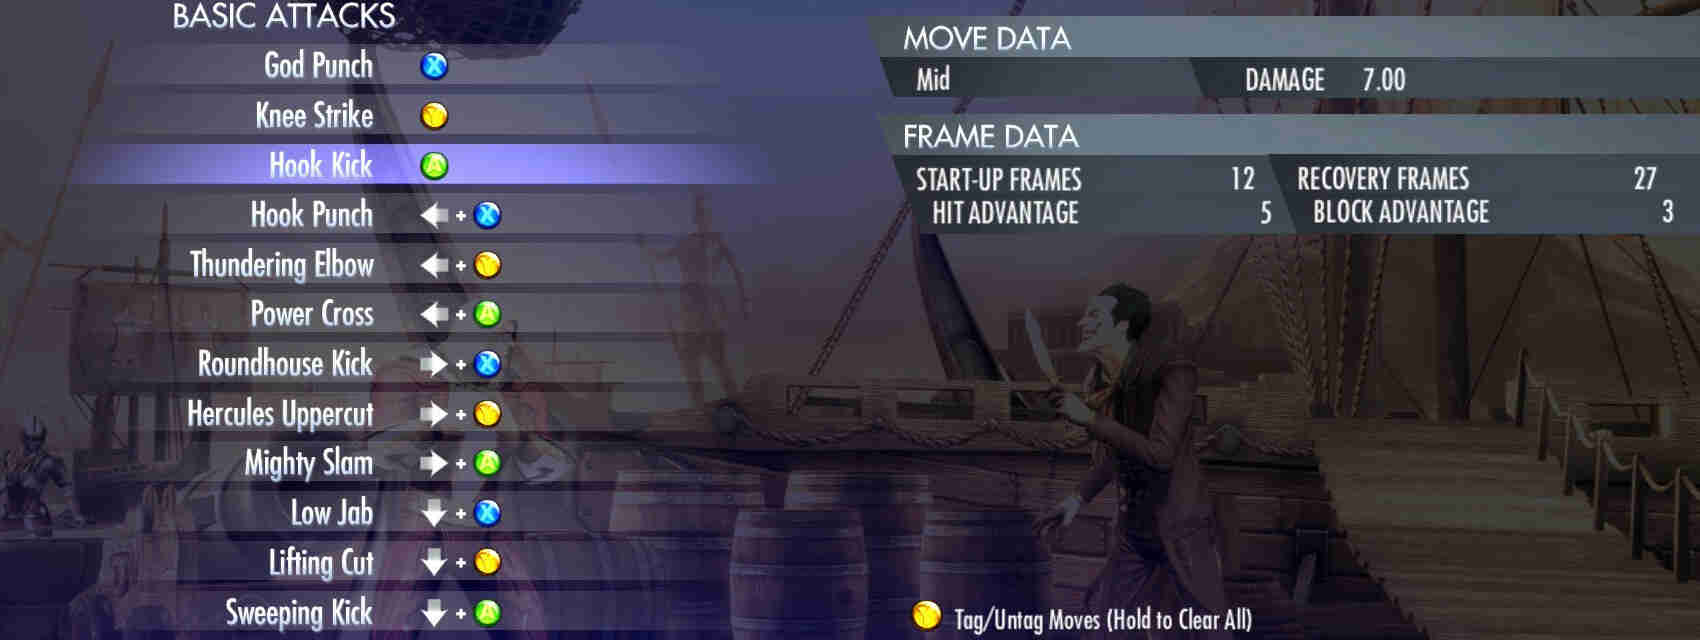 BASIC ATTACKS
God Punch X
Knee Strike Y
Hook Kick A
Hook Punch + X
Thundering Elbow + Y
Power Cross + A
Roundhouse Kick + X
Hercules Uppercut + Y
Mighty Slam + A
Low Jab + X
Lifting Cut + Y
Sweeping Kick + A
MOVE DATA
Mid DAMAGE 7.00
FRAME DATA
START-UP FRAMES 12 RECOVERY FRAMES 27
HIT ADVANTAGE 5 BLOCK ADVANTAGE 3
Y Tag/Untag Moves (Hold to Clear All)